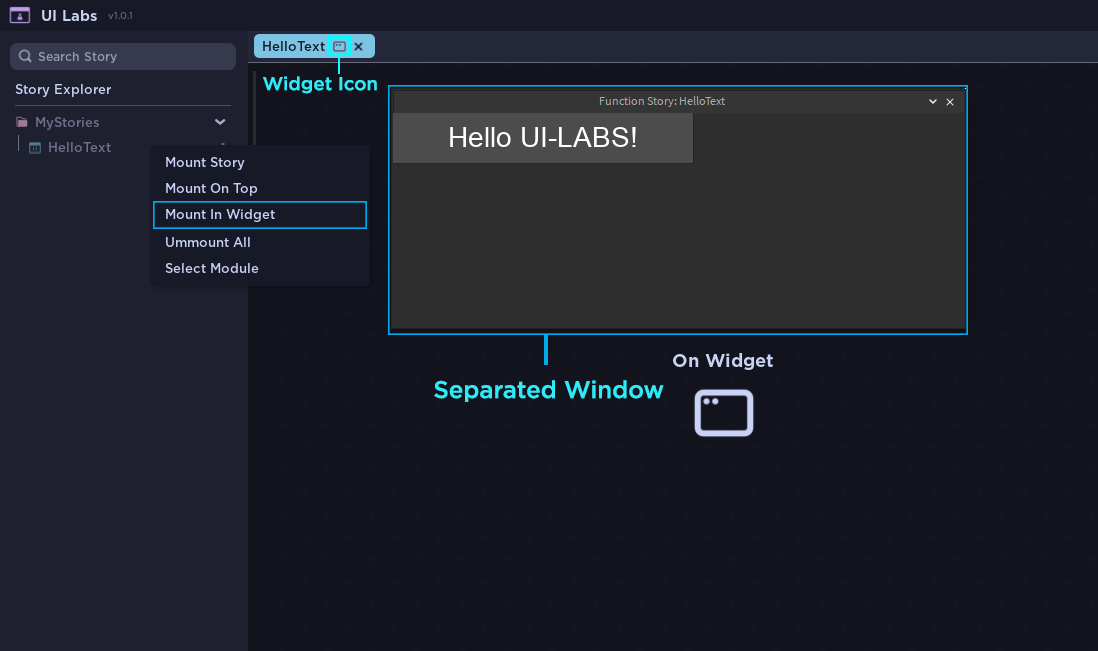 UI Labs v1.0.1
Search Story
Story Explorer
MyStories
HelloText
Mount Story
Mount On Top
Mount In Widget
Ummount All
Select Module
HelloText
Widget Icon
Function Story: HelloText
Hello UI-LABS!
Separated Window
On Widget